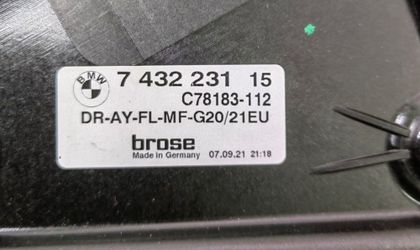 BMW
7 432 231 15
C78183-112
DR-AY-FL-MF-G20/21EU
brose
Made in Germany 07.09.21 21:18